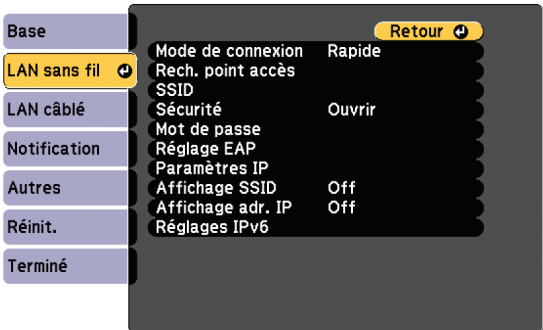 Base
LAN sans fil
LAN câblé
Notification
Autres
Réinit.
Terminé
Retour
Mode de connexion Rapide
Rech. point accès
SSID
Sécurité Ouvrir
Mot de passe
Réglage EAP
Paramètres IP
Affichage SSID Off
Affichage adr. IP Off
Réglages IPv6